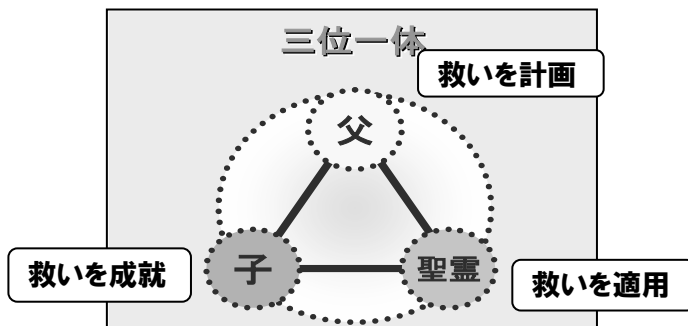 三位一体
救いを計画
父
子
聖霊
救いを成就
救いを適用